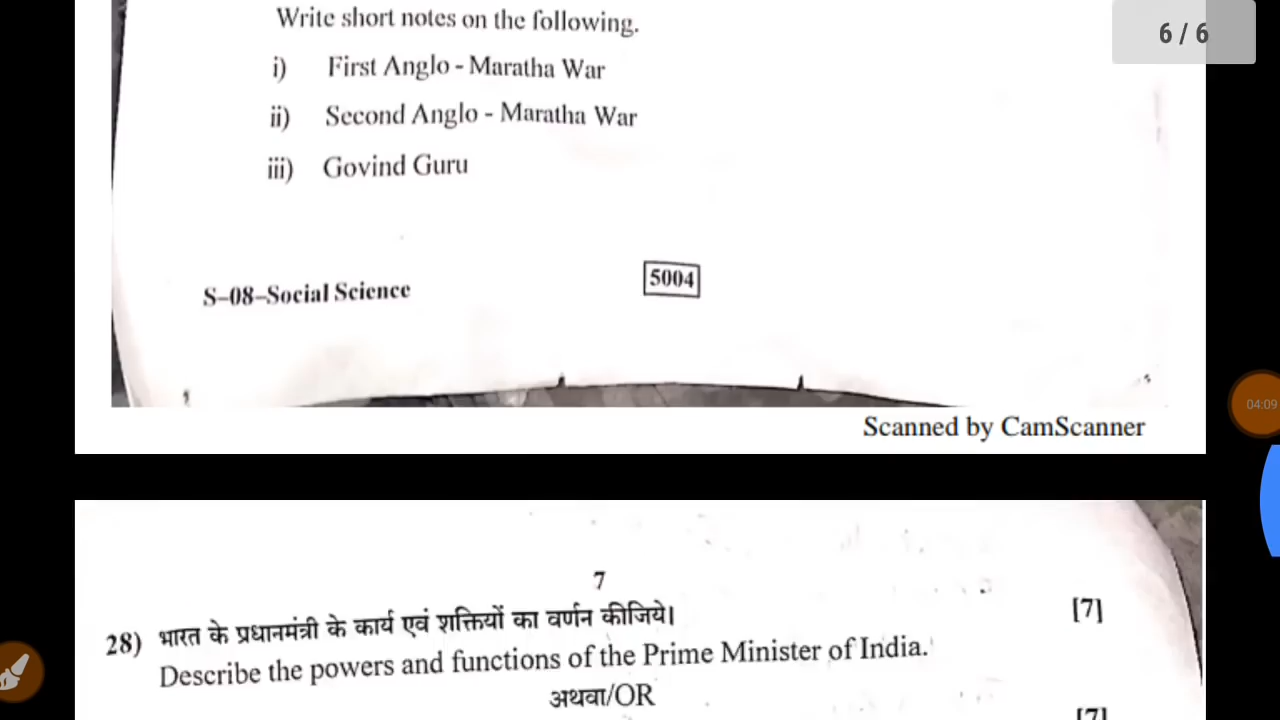 Write short notes on the following.
6 / 6
i) First Anglo - Maratha War
ii) Second Anglo - Maratha War
iii) Govind Guru
S–08–Social Science
5004
04:09
Scanned by CamScanner
7
28) भारत के प्रधानमंत्री के कार्य एवं शक्तियों का वर्णन कीजिये। [7]
Describe the powers and functions of the Prime Minister of India.
अथवा/OR
[7]